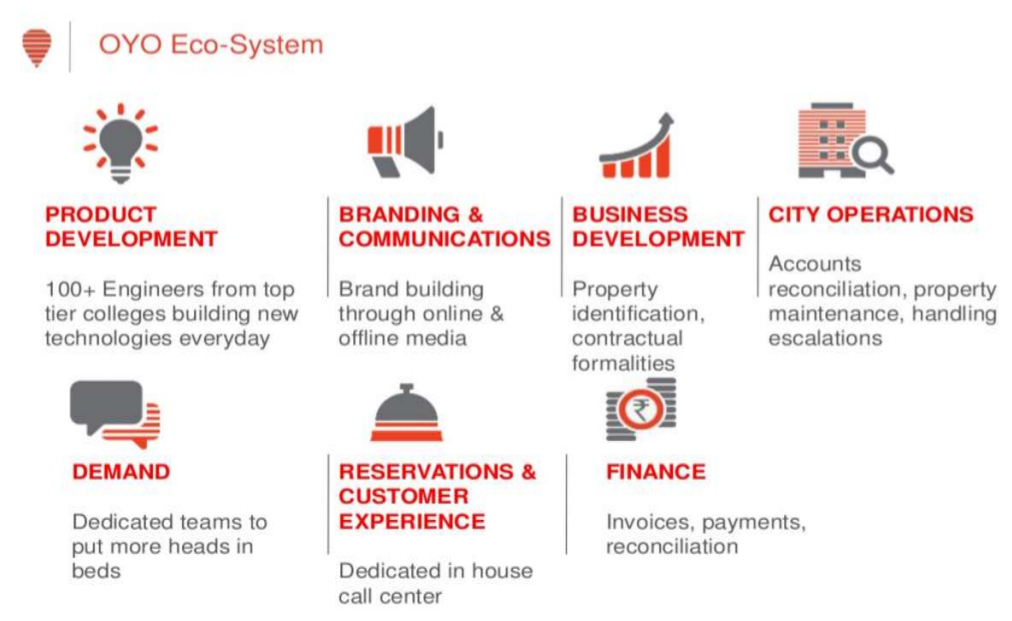 OYO Eco-System
PRODUCT
DEVELOPMENT
100+ Engineers from top
tier colleges building new
technologies everyday
BRANDING &
COMMUNICATIONS
Brand building
through online &
offline media
BUSINESS
DEVELOPMENT
Property
identification,
contractual
formalities
CITY OPERATIONS
Accounts
reconciliation, property
maintenance, handling
escalations
DEMAND
Dedicated teams to
put more heads in
beds
RESERVATIONS &
CUSTOMER
EXPERIENCE
Dedicated in house
call center
₹
FINANCE
Invoices, payments,
reconciliation